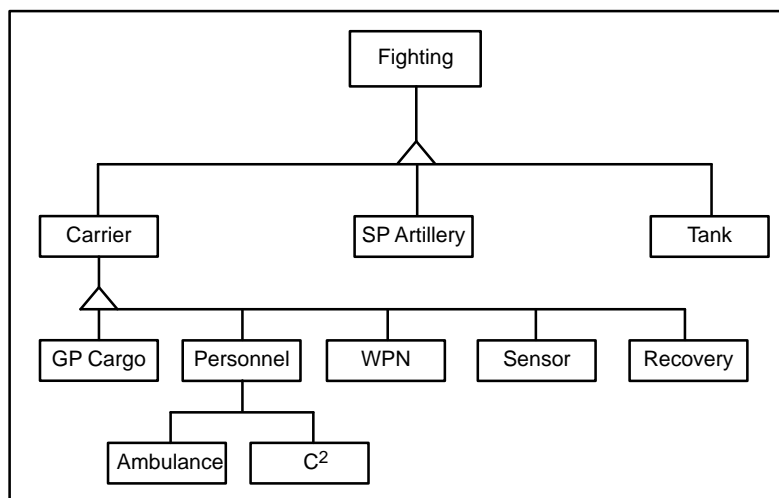 Fighting
Carrier
SP Artillery
Tank
GP Cargo
Personnel
WPN
Sensor
Recovery
Ambulance
C²